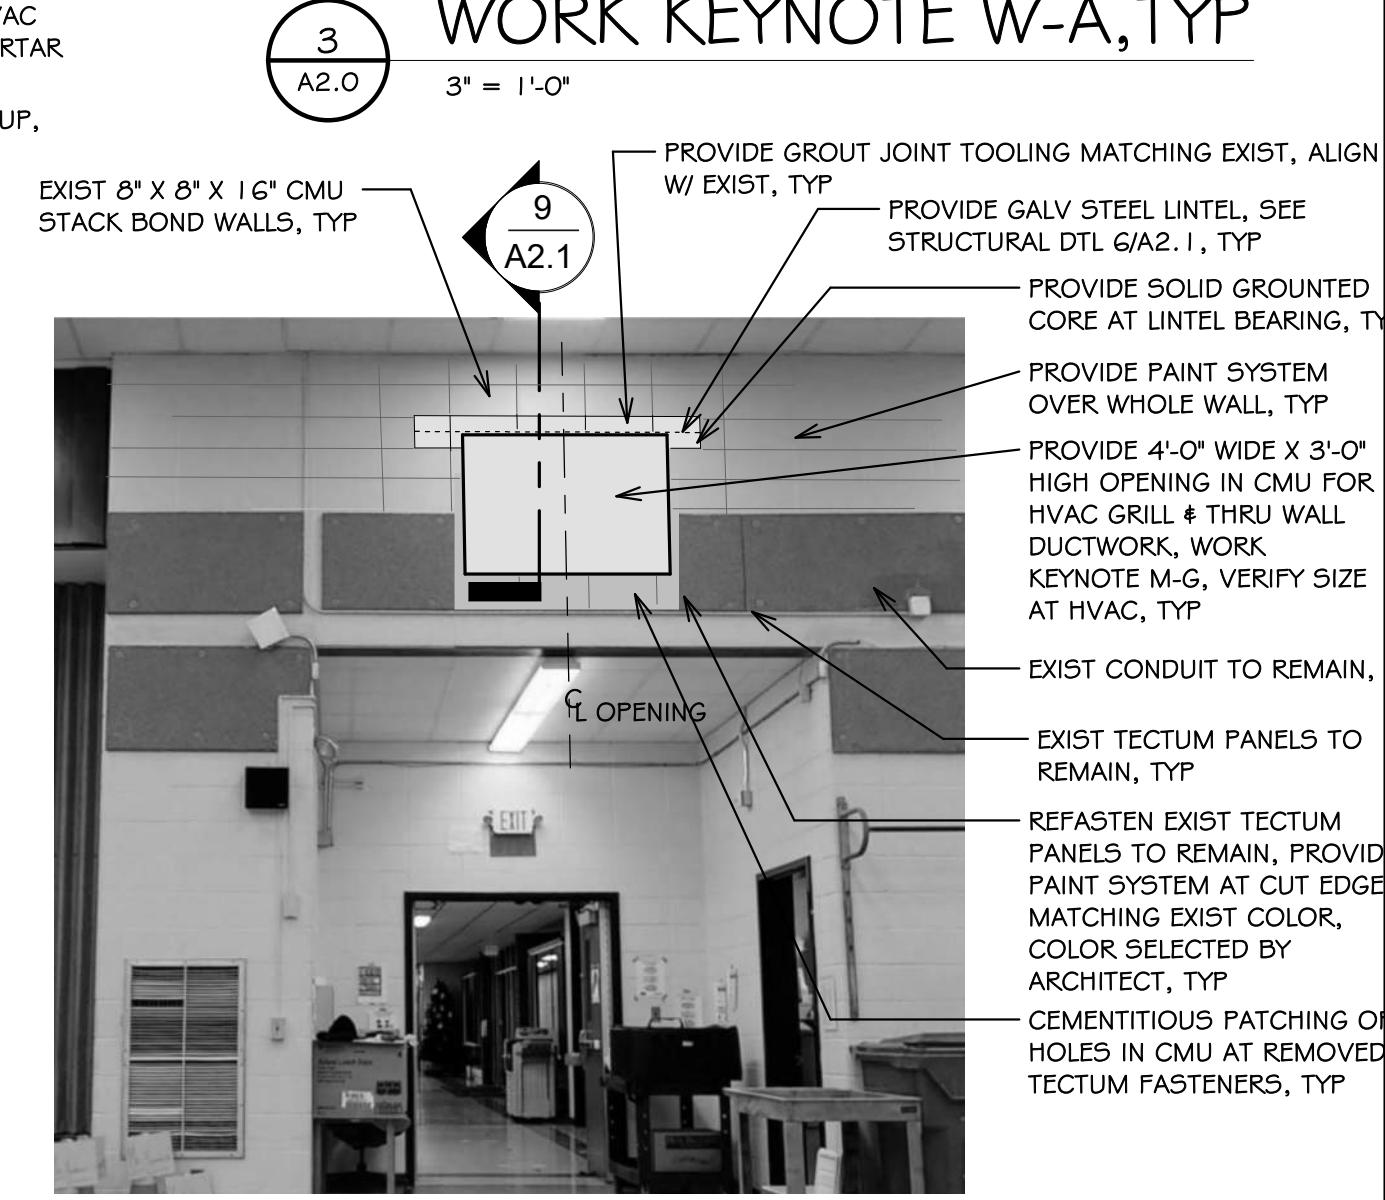 VAC
RTAR
UP,
3
A2.0
WORK KEYNOTE W-A,TYP
3" = 1'-0"
EXIST 8" X 8" X 16" CMU
STACK BOND WALLS, TYP
9
A2.1
PROVIDE GROUT JOINT TOOLING MATCHING EXIST, ALIGN
W/ EXIST, TYP
PROVIDE GALV STEEL LINTEL, SEE
STRUCTURAL DTL 6/A2.1, TYP
PROVIDE SOLID GROUNTED
CORE AT LINTEL BEARING, TY
PROVIDE PAINT SYSTEM
OVER WHOLE WALL, TYP
PROVIDE 4'-0" WIDE X 3'-0"
HIGH OPENING IN CMU FOR
HVAC GRILL & THRU WALL
DUCTWORK, WORK
KEYNOTE M-G, VERIFY SIZE
AT HVAC, TYP
EXIST CONDUIT TO REMAIN,
CL OPENING
EXIST TECTUM PANELS TO
REMAIN, TYP
EXIT
REFASTEN EXIST TECTUM
PANELS TO REMAIN, PROVID
PAINT SYSTEM AT CUT EDGE
MATCHING EXIST COLOR,
COLOR SELECTED BY
ARCHITECT, TYP
CEMENTITIOUS PATCHING OF
HOLES IN CMU AT REMOVED
TECTUM FASTENERS, TYP